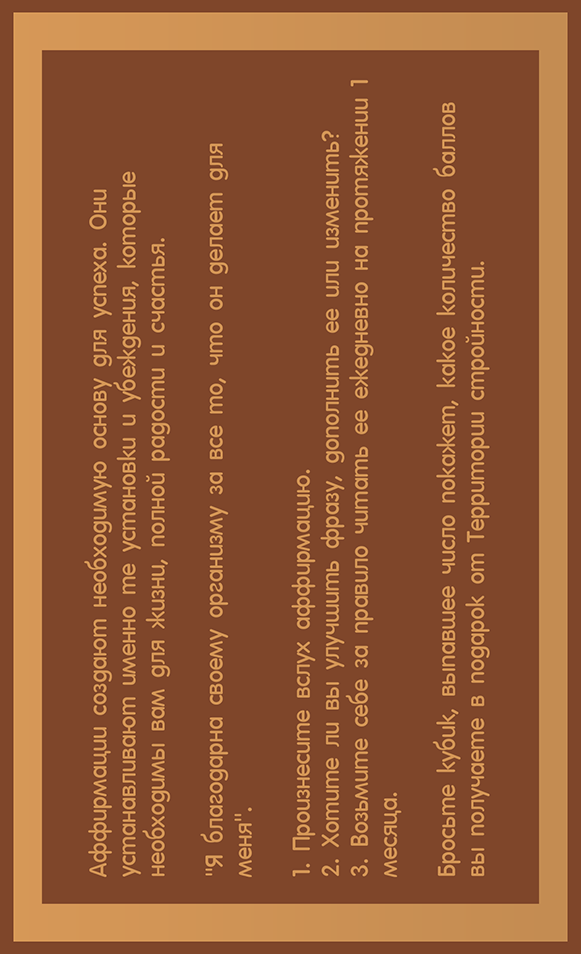 Аффирмации создают необходимую основу для успеха. Они
устанавливают именно те установки и убеждения, которые
необходимы вам для жизни, полной радости и счастья.
"Я благодарна своему организму за все то, что он делает для
меня".
1. Произнесите вслух аффирмацию.
2. Хотите ли вы улучшить фразу, дополнить ее или изменить?
3. Возьмите себе за правило читать ее ежедневно на протяжении 1
месяца.
Бросьте кубик, выпавшее число покажет, какое количество баллов
вы получаете в подарок от Территории стройности.